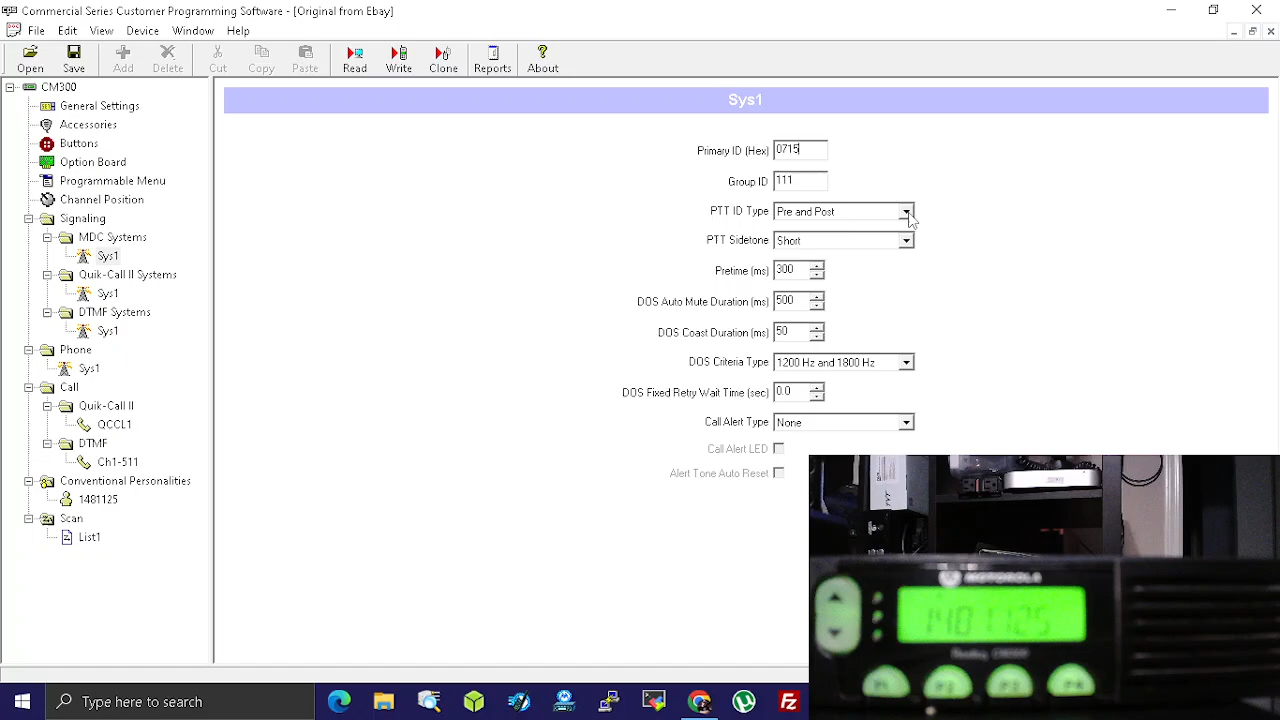 Commercial Series Customer Programming Software - [Original from Ebay]
File Edit View Device Window Help
Open Save Add Delete Cut Copy Paste Read Write Clone Reports About
CM300
General Settings
Accessories
Buttons
Option Board
Programmable Menu
Channel Position
Signaling
MDC Systems
Sys1
Quik-Call II Systems
Sys1
DTMF Systems
Sys1
Phone
Sys1
Call
Quik-Call II
QCCL1
DTMF
Ch1-511
Conventional Personalities
1481125
Scan
List1
Sys1
Primary ID (Hex) 0715
Group ID 111
PTT ID Type Pre and Post
PTT Sidetone Short
Pretime (ms) 300
DOS Auto Mute Duration (ms) 500
DOS Coast Duration (ms) 50
DOS Criteria Type 1200 Hz and 1800 Hz
DOS Fixed Retry Wait Time (sec) 0.0
Call Alert Type None
Call Alert LED
Alert Tone Auto Reset
MOTOROLA
1481125
P1 P2 P3 P4
Type here to search